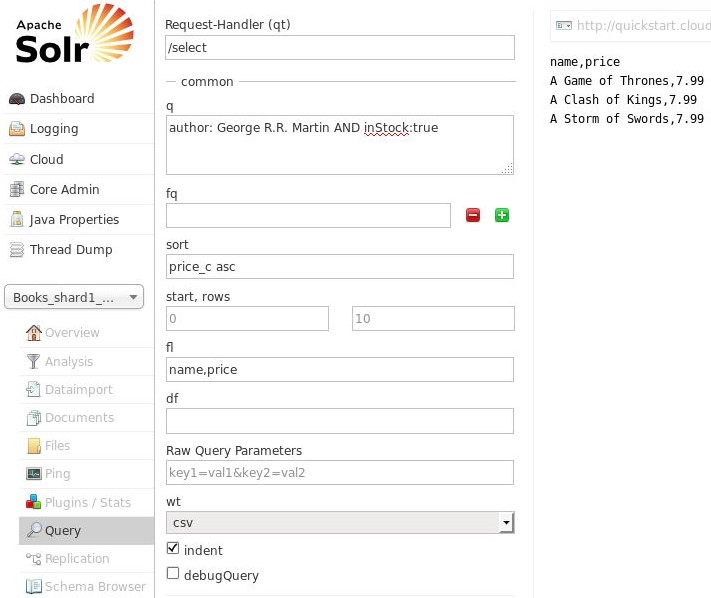 Apache
Solr
Dashboard
Logging
Cloud
Core Admin
Java Properties
Thread Dump
Books_shard1_...
Overview
Analysis
Dataimport
Documents
Files
Ping
Plugins / Stats
Query
Replication
Schema Browser
Request-Handler (qt)
/select
common
q
author: George R.R. Martin AND inStock:true
fq
sort
price_c asc
start, rows
0 10
fl
name,price
df
Raw Query Parameters
key1=val1&key2=val2
wt
csv
indent
debugQuery
http://quickstart.cloud
name,price
A Game of Thrones,7.99
A Clash of Kings,7.99
A Storm of Swords,7.99